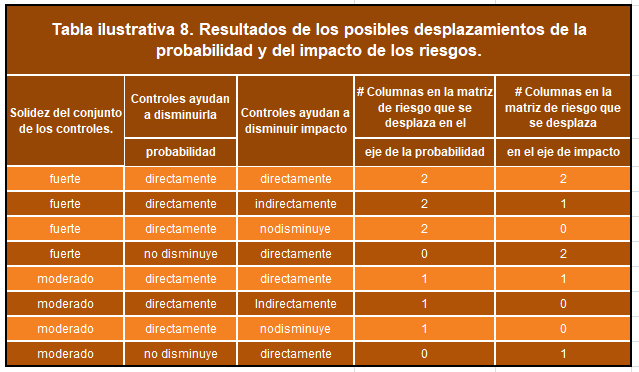 Tabla ilustrativa 8. Resultados de los posibles desplazamientos de la
probabilidad y del impacto de los riesgos.
Solidez del conjunto
de los controles.
Controles ayudan
a disminuirla
probabilidad
Controles ayudan a
disminuir impacto
# Columnas en la matriz
de riesgo que se
desplaza en el
eje de la probabilidad
# Columnas en la
matriz de riesgo que
se desplaza
en el eje de impacto
fuerte directamente directamente 2 2
fuerte directamente indirectamente 2 1
fuerte directamente nodisminuye 2 0
fuerte no disminuye directamente 0 2
moderado directamente directamente 1 1
moderado directamente Indirectamente 1 0
moderado directamente nodisminuye 1 0
moderado no disminuye directamente 0 1